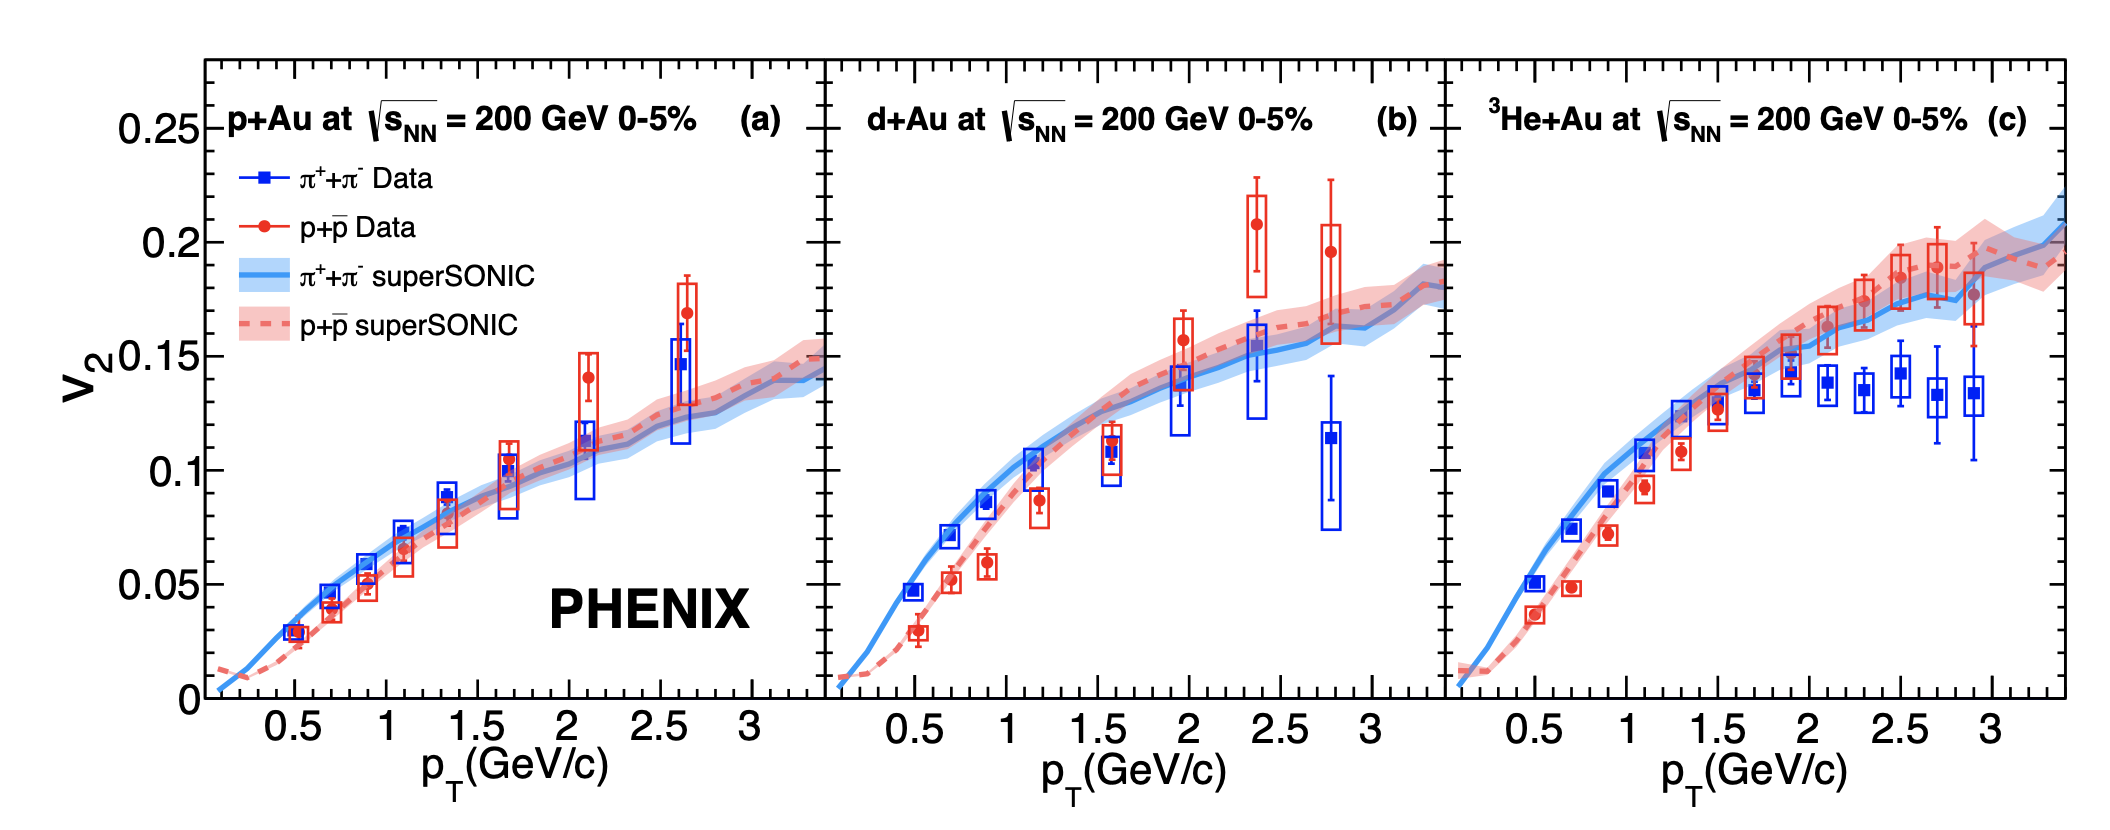 p+Au at √s_NN = 200 GeV 0-5% (a)
d+Au at √s_NN = 200 GeV 0-5% (b)
³He+Au at √s_NN = 200 GeV 0-5% (c)
π⁺+π⁻ Data
p+p̅ Data
π⁺+π⁻ superSONIC
p+p̅ superSONIC
PHENIX
v₂
0.25
0.2
0.15
0.1
0.05
0
0.5 1 1.5 2 2.5 3
0.5 1 1.5 2 2.5 3
0.5 1 1.5 2 2.5 3
p_T(GeV/c)
p_T(GeV/c)
p_T(GeV/c)